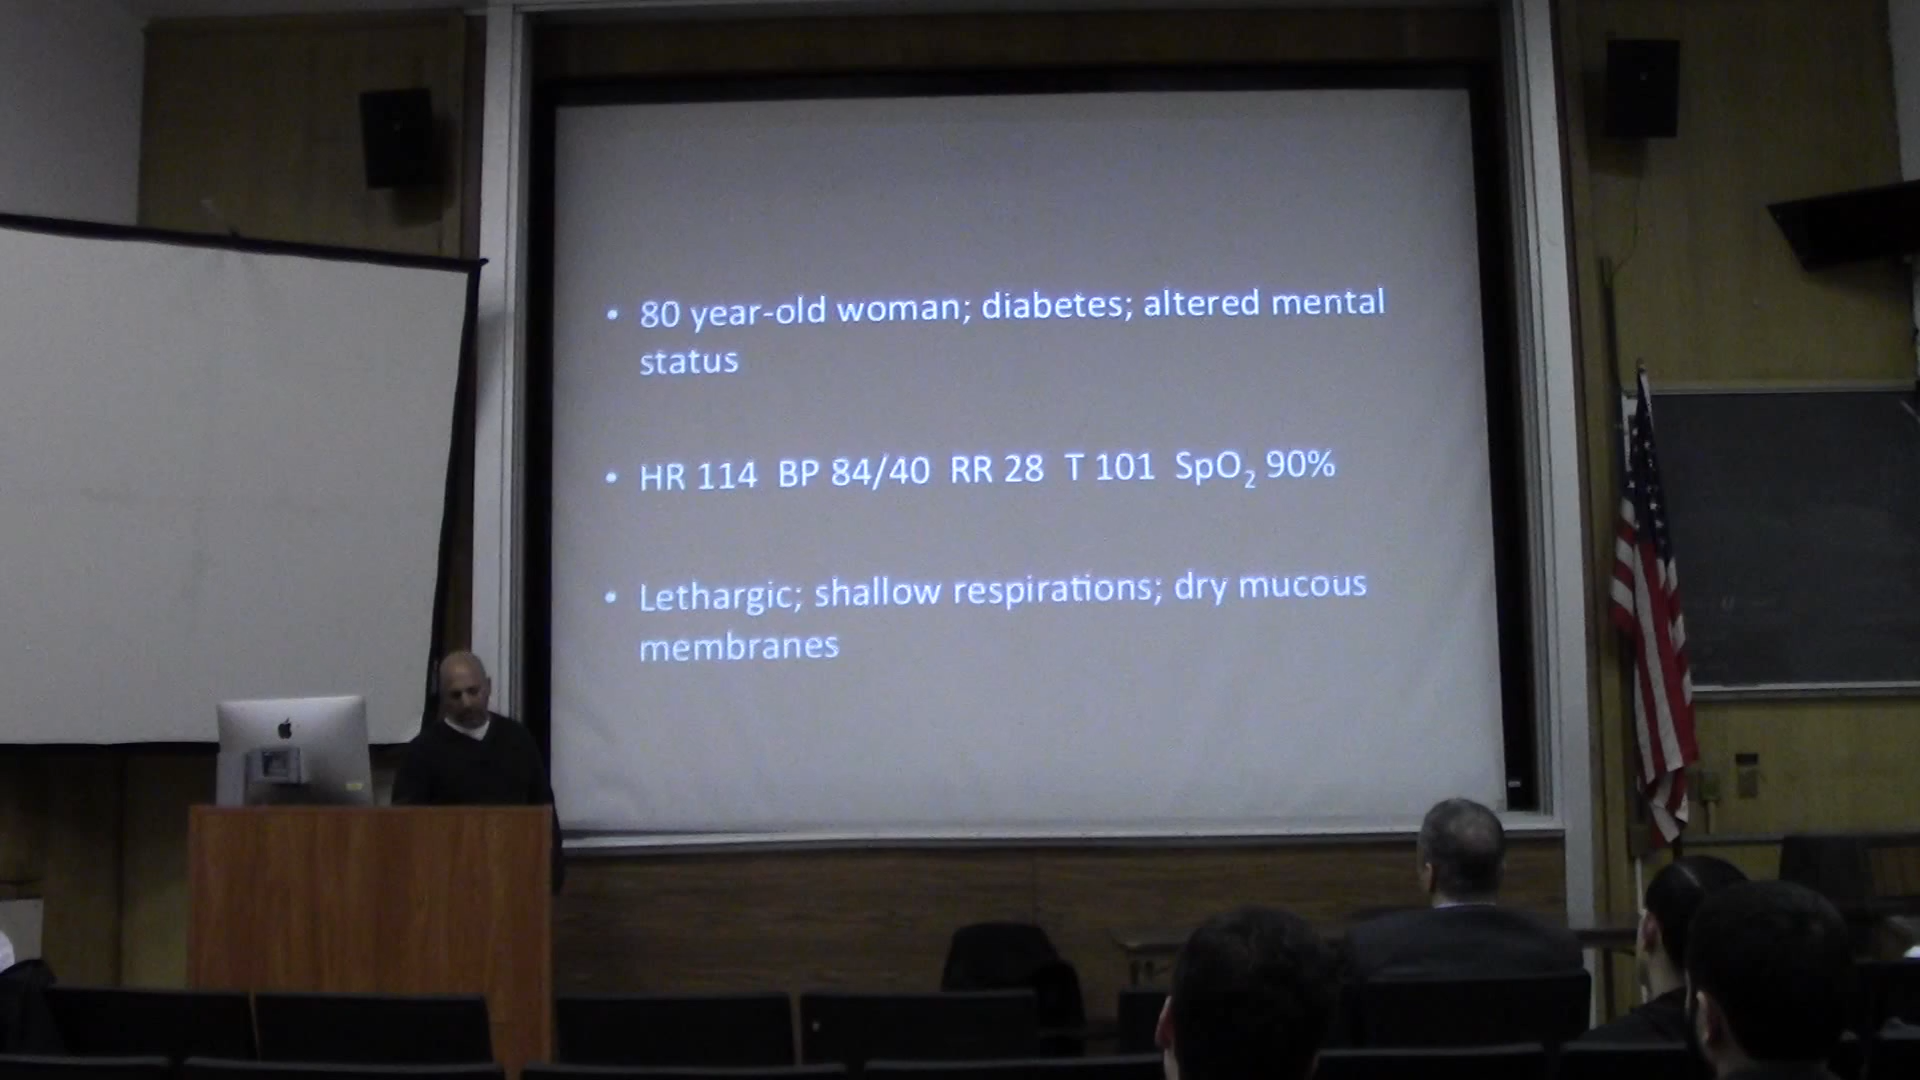 • 80 year-old woman; diabetes; altered mental
status
• HR 114 BP 84/40 RR 28 T 101 SpO₂ 90%
• Lethargic; shallow respirations; dry mucous
membranes